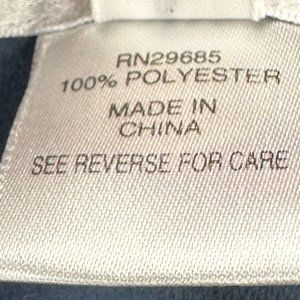 RN29685
100% POLYESTER
MADE IN
CHINA
SEE REVERSE FOR CARE